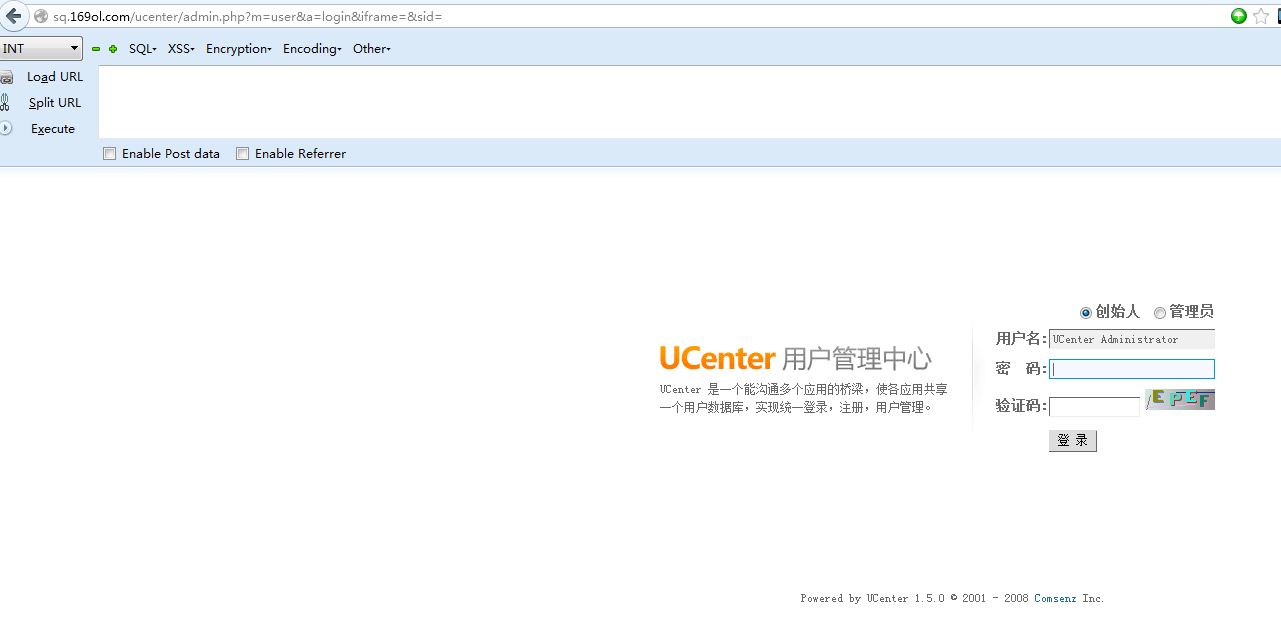 sq.169ol.com/ucenter/admin.php?m=user&a=login&iframe=&sid=
INT SQL XSS Encryption Encoding Other
Load URL
Split URL
Execute
Enable Post data Enable Referrer
创始人 管理员
用户名: UCenter Administrator
UCenter 用户管理中心
密 码:
UCenter 是一个能沟通多个应用的桥梁，使各应用共享
一个用户数据库，实现统一登录，注册，用户管理。
验证码: EPEF
登 录
Powered by UCenter 1.5.0 © 2001 - 2008 Comsenz Inc.